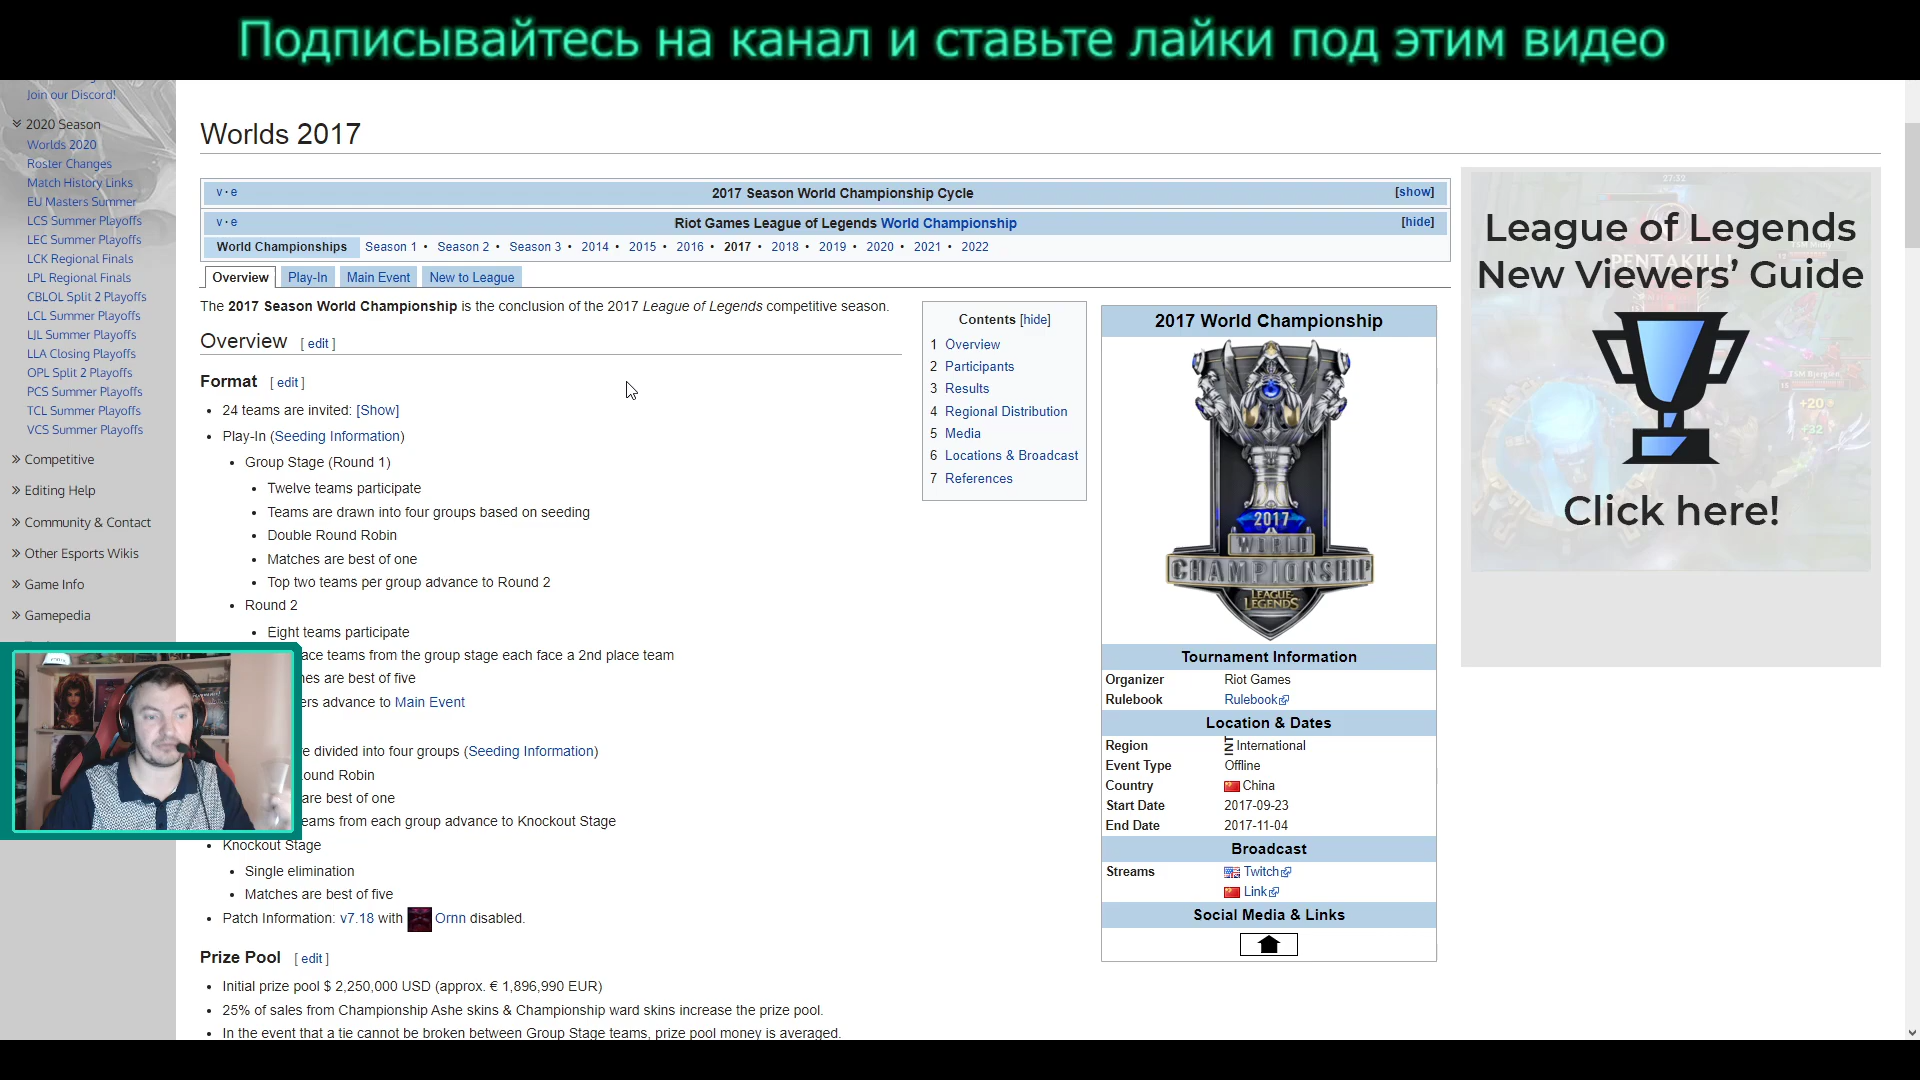 Подписывайтесь на канал и ставьте лайки под этим видео
Join our Discord!
2020 Season
Worlds 2020
Roster Changes
Match History Links
EU Masters Summer
LCS Summer Playoffs
LEC Summer Playoffs
LCK Regional Finals
LPL Regional Finals
CBLOL Split 2 Playoffs
LCL Summer Playoffs
LJL Summer Playoffs
LLA Closing Playoffs
OPL Split 2 Playoffs
PCS Summer Playoffs
TCL Summer Playoffs
VCS Summer Playoffs
Competitive
Editing Help
Community & Contact
Other Esports Wikis
Game Info
Gamepedia
Worlds 2017
v · e 2017 Season World Championship Cycle [show]
v · e Riot Games League of Legends World Championship [hide]
World Championships Season 1 • Season 2 • Season 3 • 2014 • 2015 • 2016 • 2017 • 2018 • 2019 • 2020 • 2021 • 2022
Overview Play-In Main Event New to League
The 2017 Season World Championship is the conclusion of the 2017 League of Legends competitive season.
Overview [ edit ]
Format [ edit ]
• 24 teams are invited: [Show]
• Play-In (Seeding Information)
• Group Stage (Round 1)
• Twelve teams participate
• Teams are drawn into four groups based on seeding
• Double Round Robin
• Matches are best of one
• Top two teams per group advance to Round 2
• Round 2
• Eight teams participate
ace teams from the group stage each face a 2nd place team
hes are best of five
ers advance to Main Event
re divided into four groups (Seeding Information)
ound Robin
are best of one
eams from each group advance to Knockout Stage
• Knockout Stage
• Single elimination
• Matches are best of five
• Patch Information: v7.18 with Ornn disabled.
Prize Pool [ edit ]
• Initial prize pool $ 2,250,000 USD (approx. € 1,896,990 EUR)
• 25% of sales from Championship Ashe skins & Championship ward skins increase the prize pool.
• In the event that a tie cannot be broken between Group Stage teams, prize pool money is averaged.
Contents [hide]
1 Overview
2 Participants
3 Results
4 Regional Distribution
5 Media
6 Locations & Broadcast
7 References
2017 World Championship
2017
WORLD
CHAMPIONSHIP
LEAGUE OF
LEGENDS
Tournament Information
Organizer Riot Games
Rulebook Rulebook
Location & Dates
Region INT International
Event Type Offline
Country China
Start Date 2017-09-23
End Date 2017-11-04
Broadcast
Streams Twitch
Link
Social Media & Links
27:32
PENTAKILL!
League of Legends
New Viewers' Guide
+20
+32
Click here!